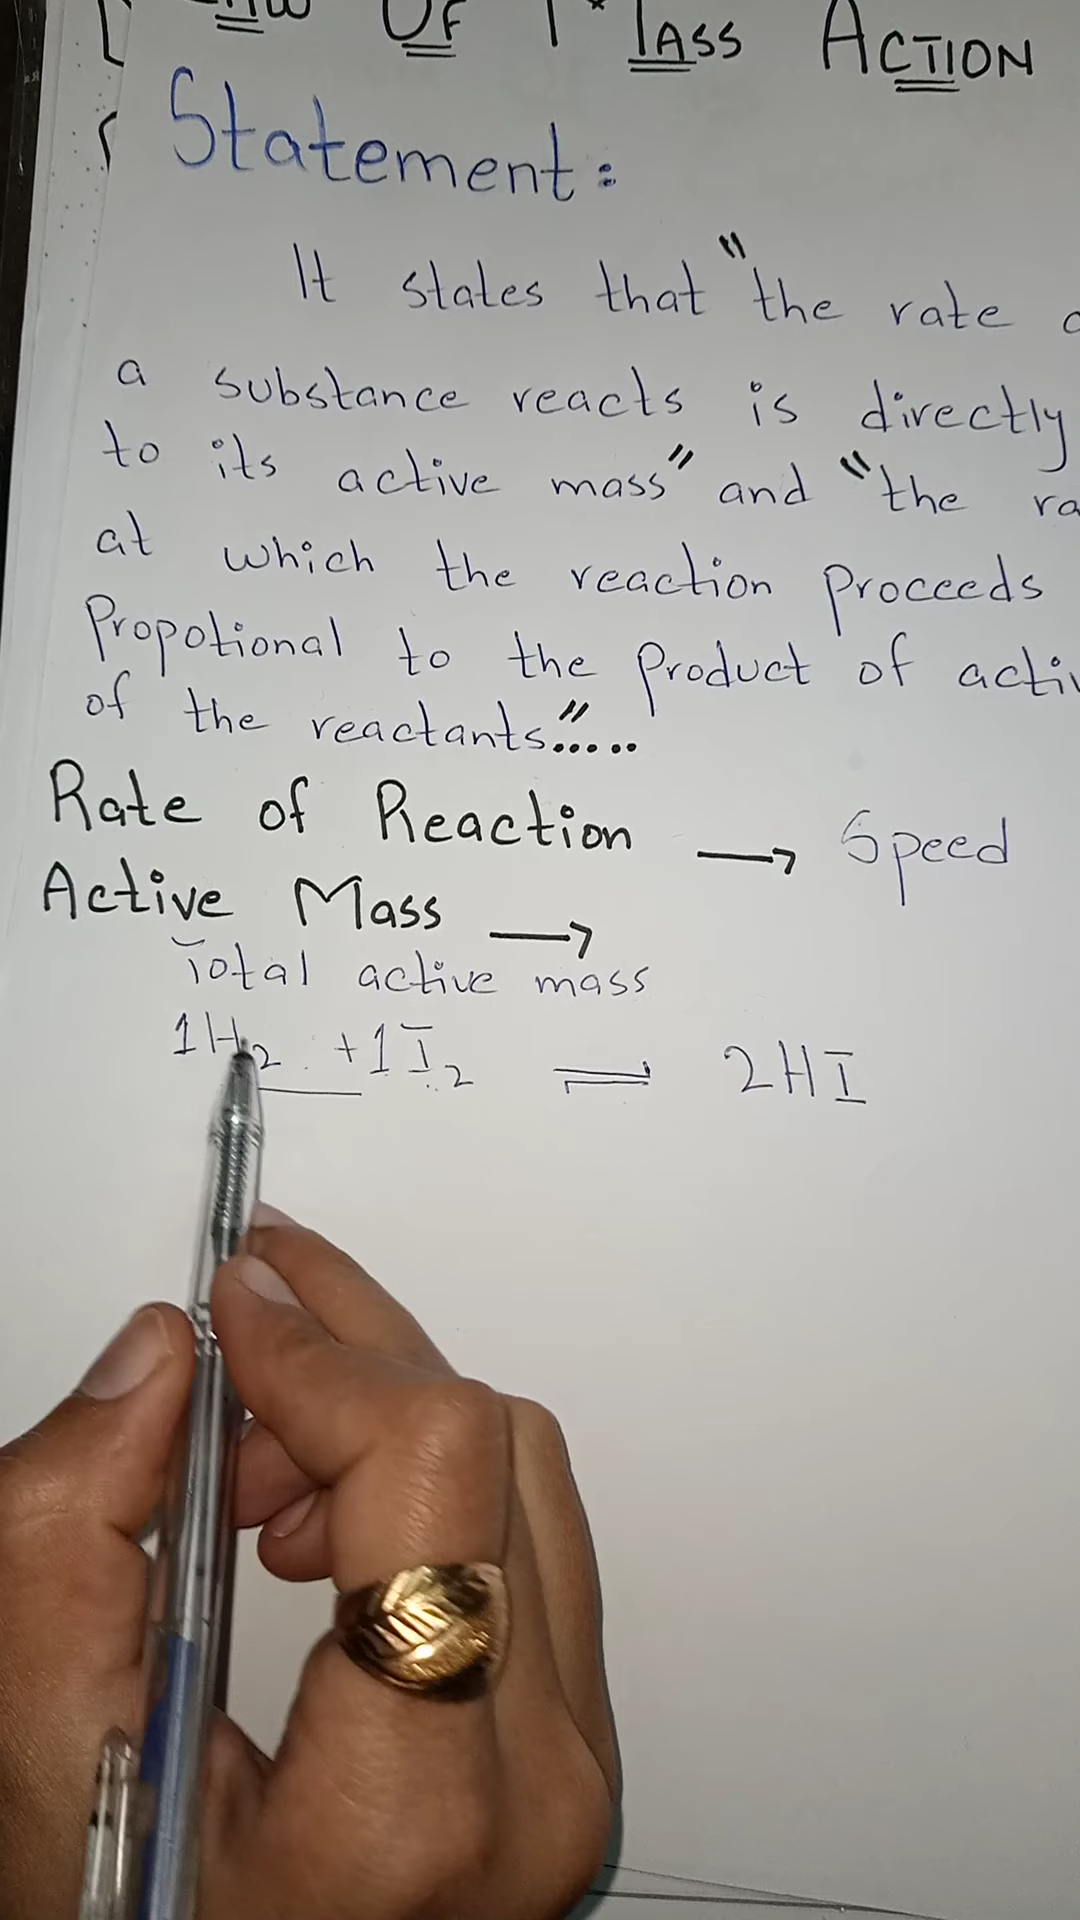 OF MASS ACTION
Statement:
It states that "the rate
a substance reacts is directly
to its active mass" and "the
at which the reaction proceeds
Propotional to the product of
of the reactants".....
Rate of Reaction → Speed
Active Mass →
Total active mass
1H₂ + 1I₂ ⇌ 2HI